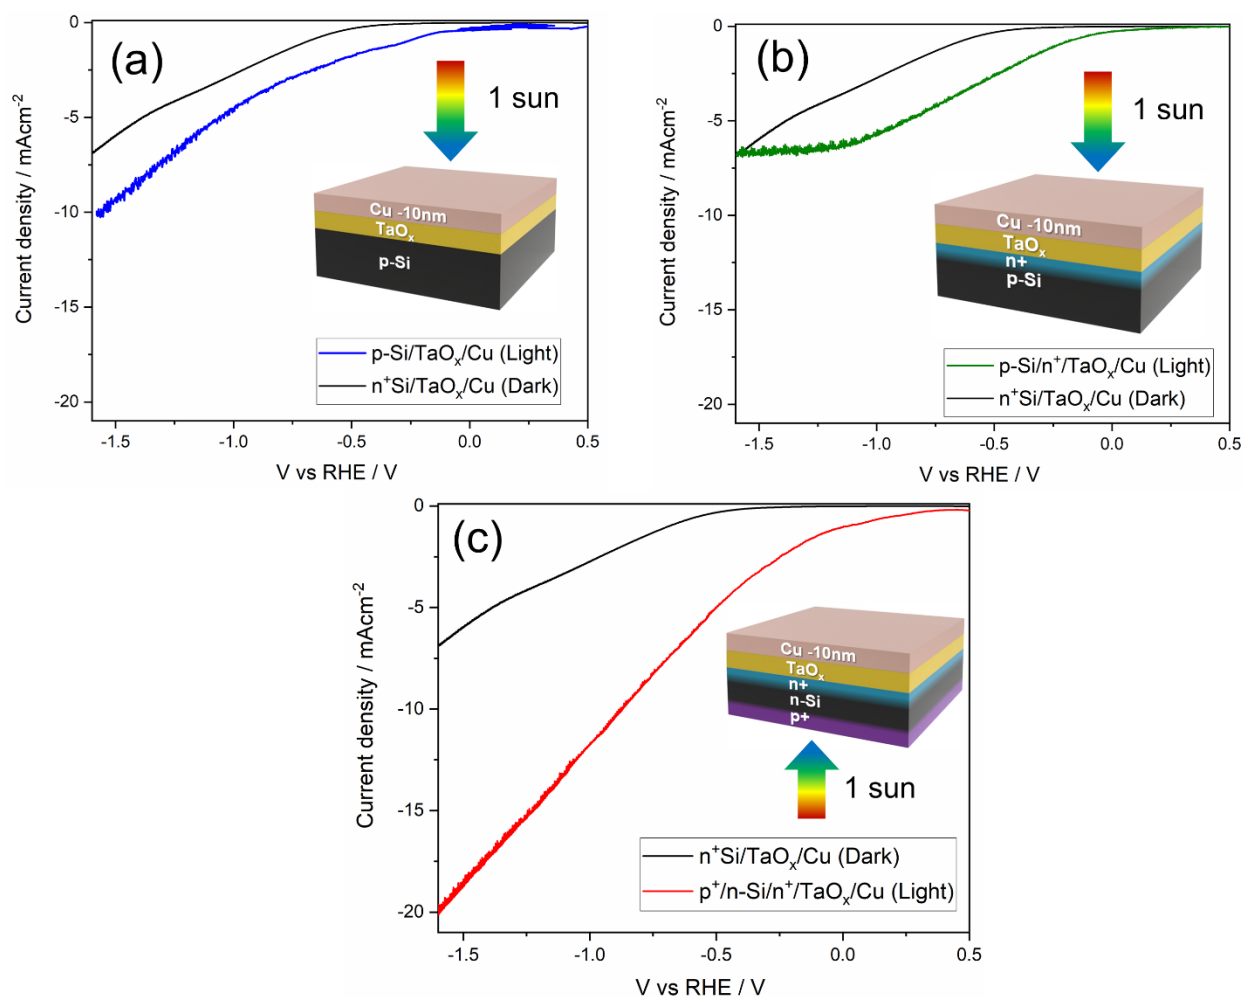 (a)
1 sun
Cu -10nm
TaOₓ
p-Si
p-Si/TaOₓ/Cu (Light)
n⁺Si/TaOₓ/Cu (Dark)
0
-5
-10
-15
-20
-1.5 -1.0 -0.5 0.0 0.5
Current density / mAcm⁻²
V vs RHE / V
(b)
1 sun
Cu -10nm
TaOₓ
n+
p-Si
p-Si/n⁺/TaOₓ/Cu (Light)
n⁺Si/TaOₓ/Cu (Dark)
0
-5
-10
-15
-20
-1.5 -1.0 -0.5 0.0 0.5
Current density / mAcm⁻²
V vs RHE / V
(c)
Cu -10nm
TaOₓ
n+
n-Si
p+
1 sun
n⁺Si/TaOₓ/Cu (Dark)
p⁺/n-Si/n⁺/TaOₓ/Cu (Light)
0
-5
-10
-15
-20
-1.5 -1.0 -0.5 0.0 0.5
Current density / mAcm⁻²
V vs RHE / V